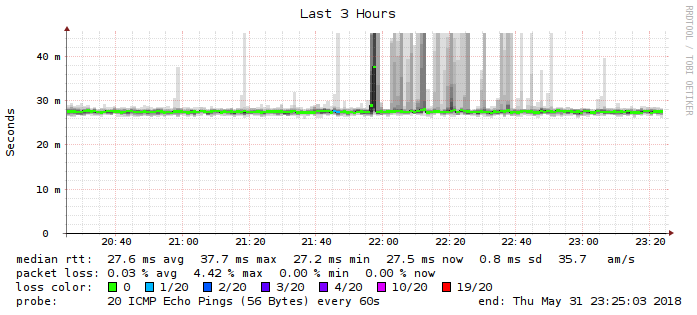 Last 3 Hours
RRDTOOL / TOBI OETIKER
Seconds
40 m
30 m
20 m
10 m
0
20:40 21:00 21:20 21:40 22:00 22:20 22:40 23:00 23:20
median rtt: 27.6 ms avg 37.7 ms max 27.2 ms min 27.5 ms now 0.8 ms sd 35.7 am/s
packet loss: 0.03 % avg 4.42 % max 0.00 % min 0.00 % now
loss color: 0 1/20 2/20 3/20 4/20 10/20 19/20
probe: 20 ICMP Echo Pings (56 Bytes) every 60s end: Thu May 31 23:25:03 2018